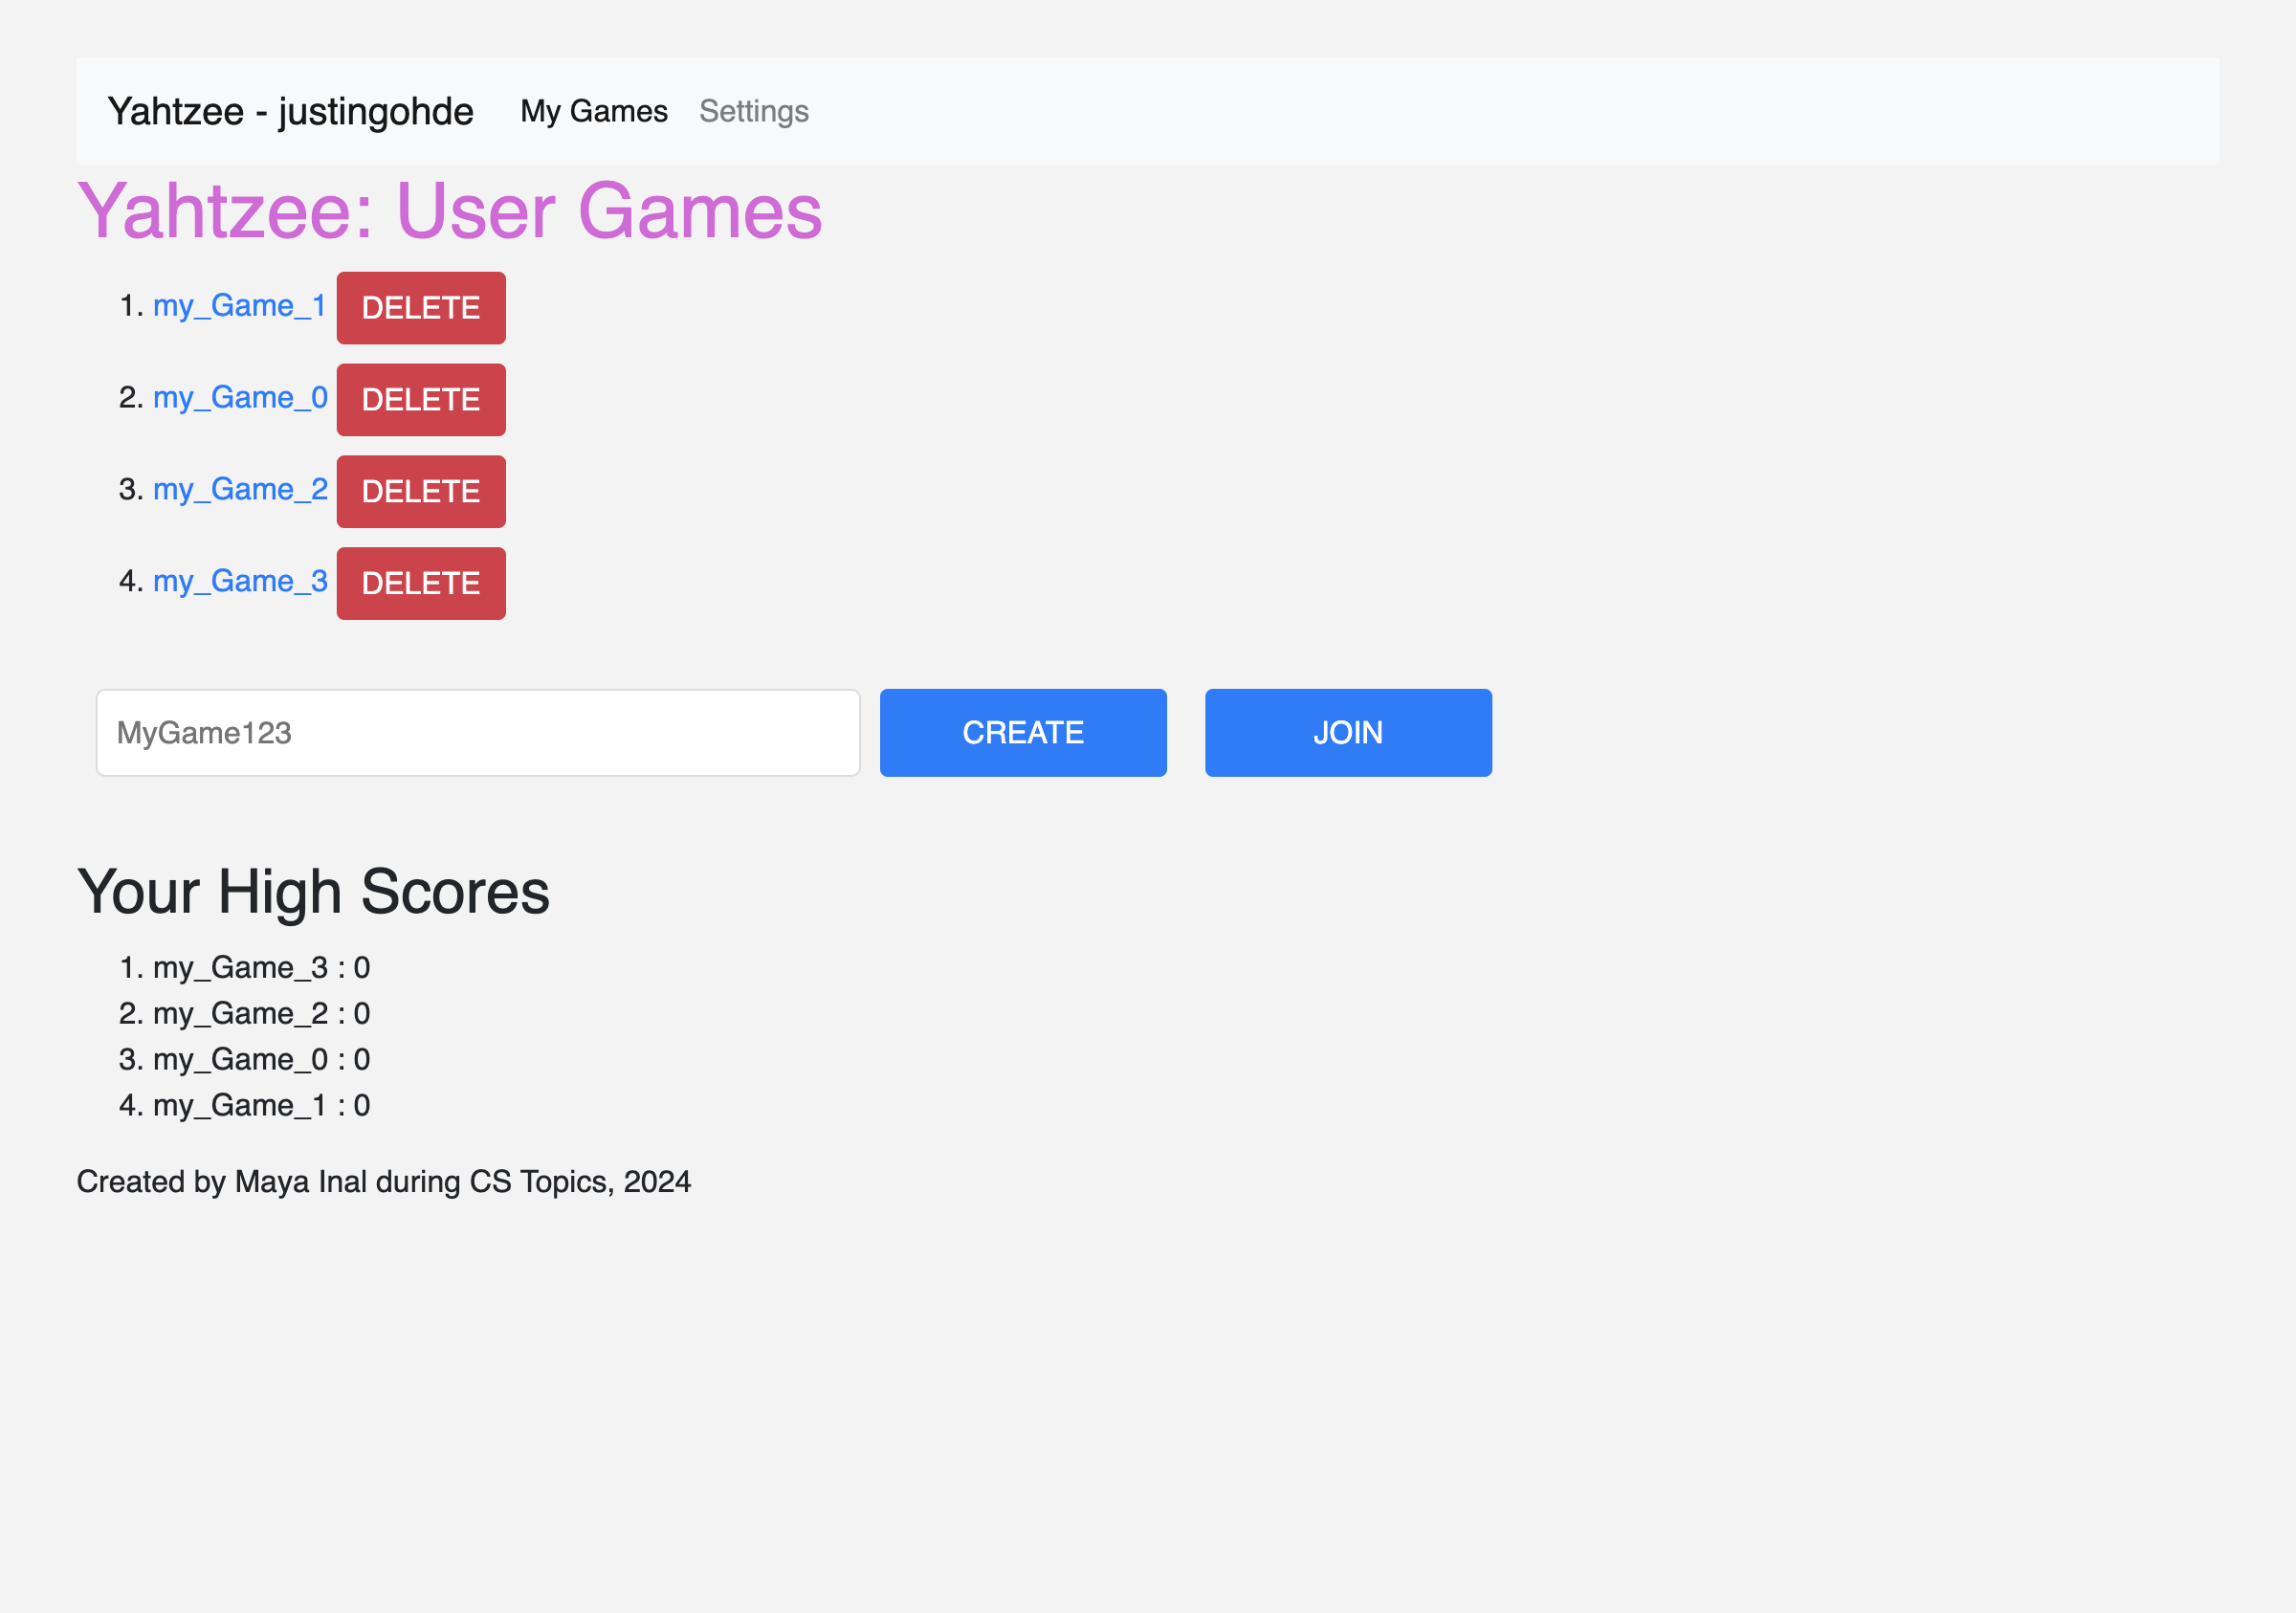 Yahtzee - justingohde My Games Settings
Yahtzee: User Games
1. my_Game_1 DELETE
2. my_Game_0 DELETE
3. my_Game_2 DELETE
4. my_Game_3 DELETE
MyGame123 CREATE JOIN
Your High Scores
1. my_Game_3 : 0
2. my_Game_2 : 0
3. my_Game_0 : 0
4. my_Game_1 : 0
Created by Maya Inal during CS Topics, 2024